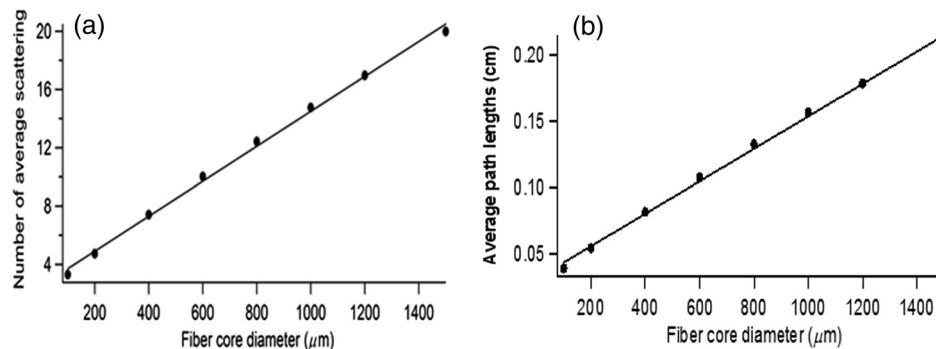 (a)
Number of average scattering
20
16
12
8
4
200 400 600 800 1000 1200 1400
Fiber core diameter (μm)
(b)
Average path lengths (cm)
0.20
0.15
0.10
0.05
200 400 600 800 1000 1200 1400
Fiber core diameter (μm)